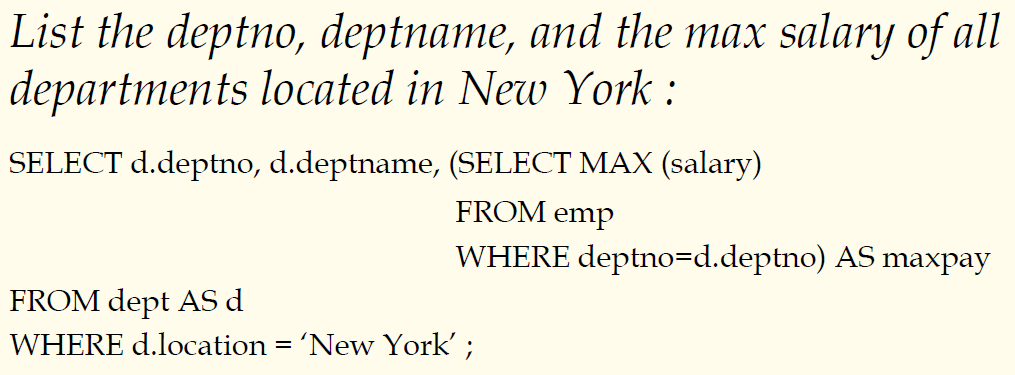 List the deptno, deptname, and the max salary of all
departments located in New York :
SELECT d.deptno, d.deptname, (SELECT MAX (salary)
FROM emp
WHERE deptno=d.deptno) AS maxpay
FROM dept AS d
WHERE d.location = ‘New York’ ;